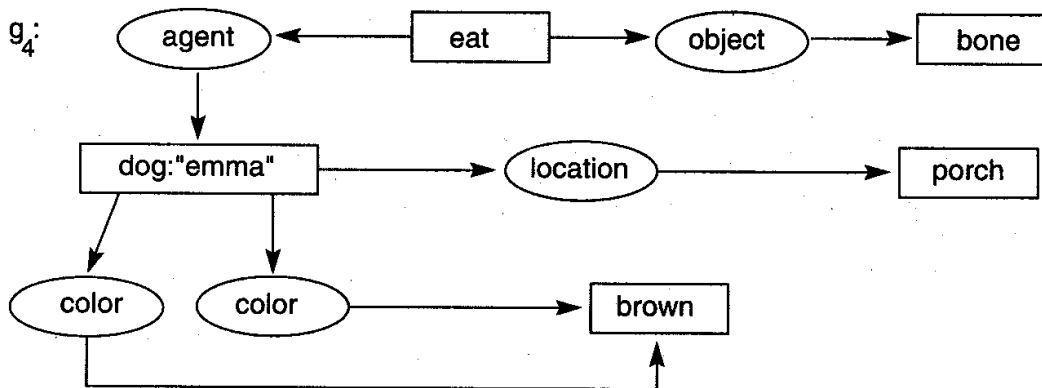 g4: agent eat object bone
dog:"emma" location porch
color color brown